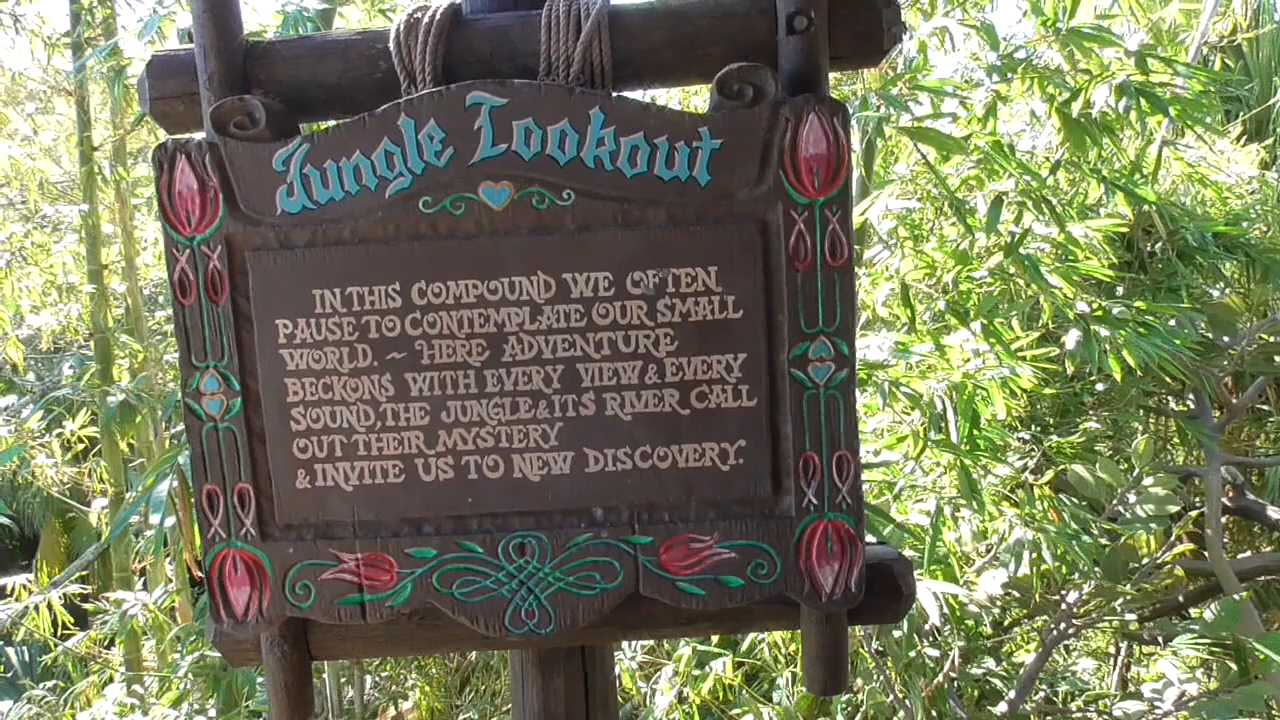 Jungle Lookout
IN THIS COMPOUND WE OFTEN
PAUSE TO CONTEMPLATE OUR SMALL
WORLD. ~ HERE ADVENTURE
BECKONS WITH EVERY VIEW & EVERY
SOUND, THE JUNGLE & ITS RIVER CALL
OUT THEIR MYSTERY
& INVITE US TO NEW DISCOVERY.